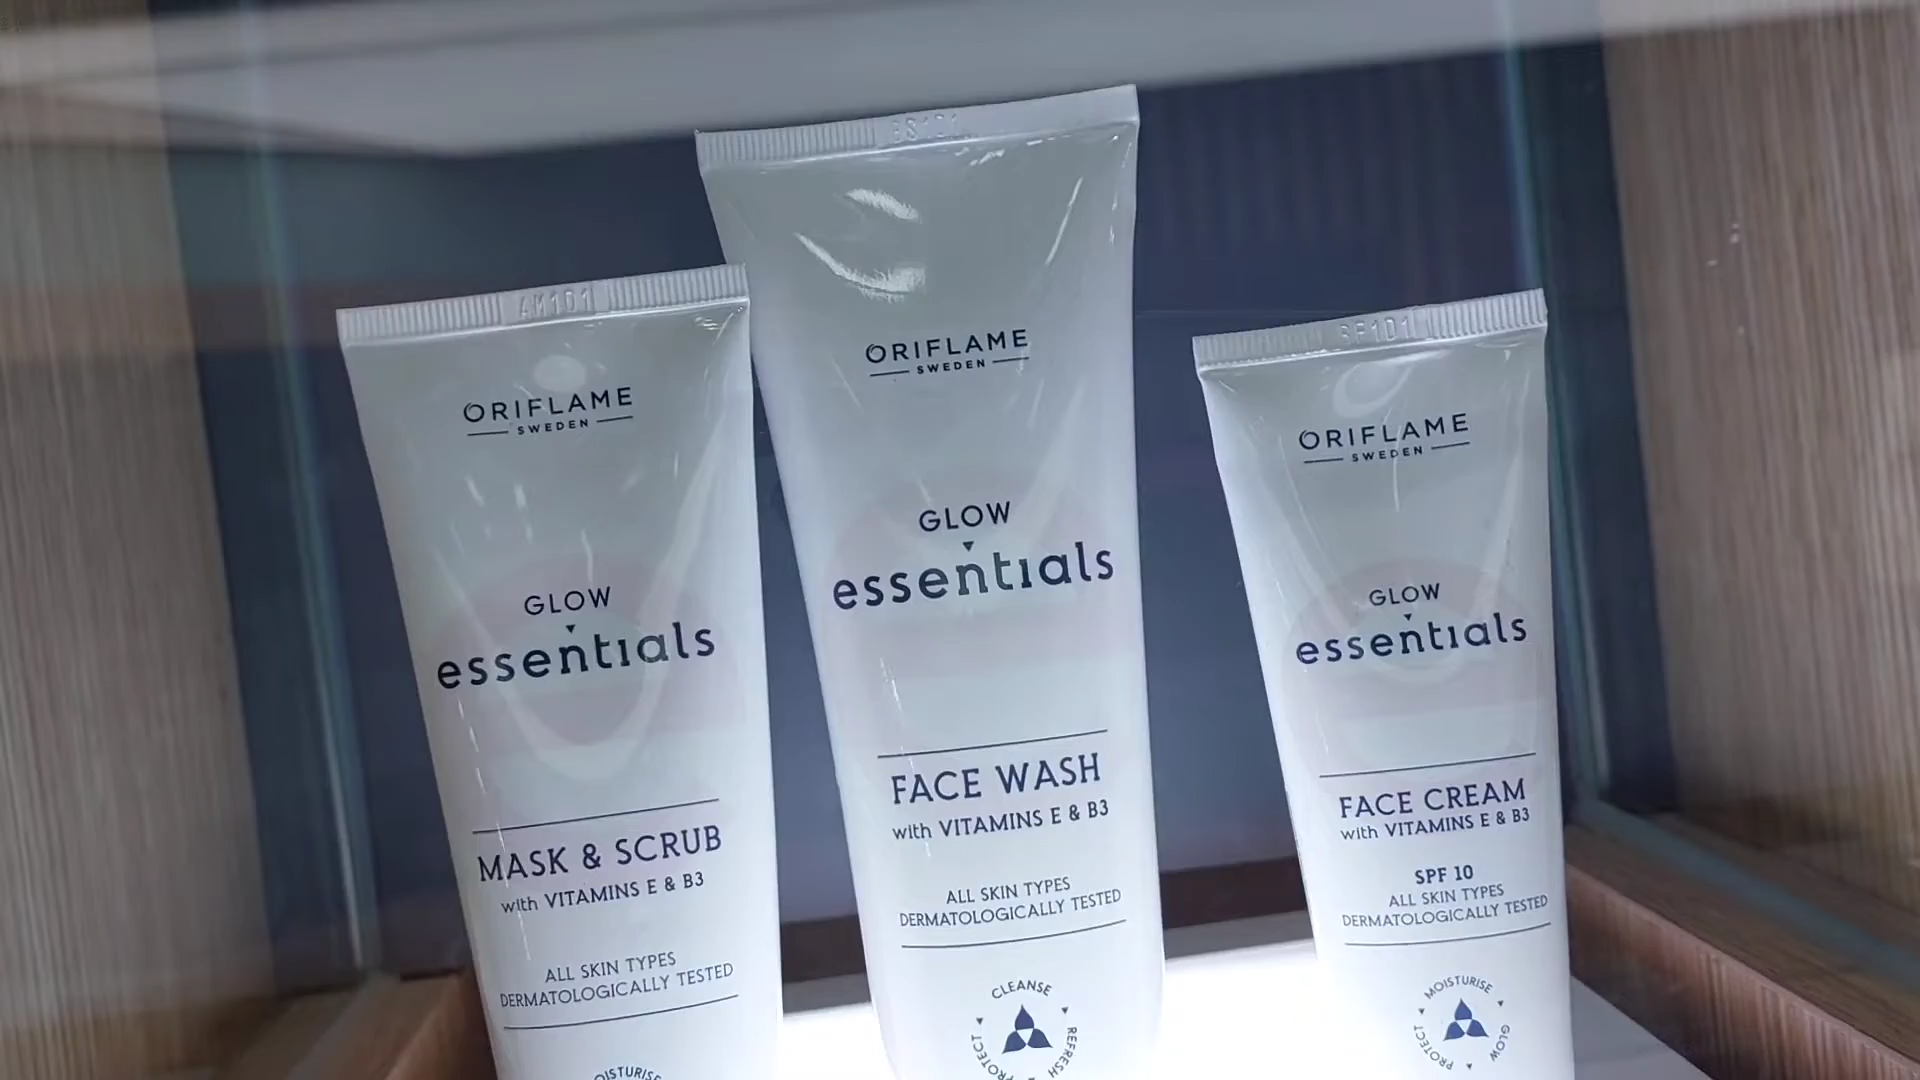 AM101
ORIFLAME
SWEDEN
GLOW
essentials
MASK & SCRUB
with VITAMINS E & B3
ALL SKIN TYPES
DERMATOLOGICALLY TESTED
ORIFLAME
SWEDEN
GLOW
essentials
FACE WASH
with VITAMINS E & B3
ALL SKIN TYPES
DERMATOLOGICALLY TESTED
CLEANSE
REFRESH
PROTECT
ORIFLAME
SWEDEN
GLOW
essentials
FACE CREAM
with VITAMINS E & B3
SPF 10
ALL SKIN TYPES
DERMATOLOGICALLY TESTED
MOISTURISE
GLOW
PROTECT